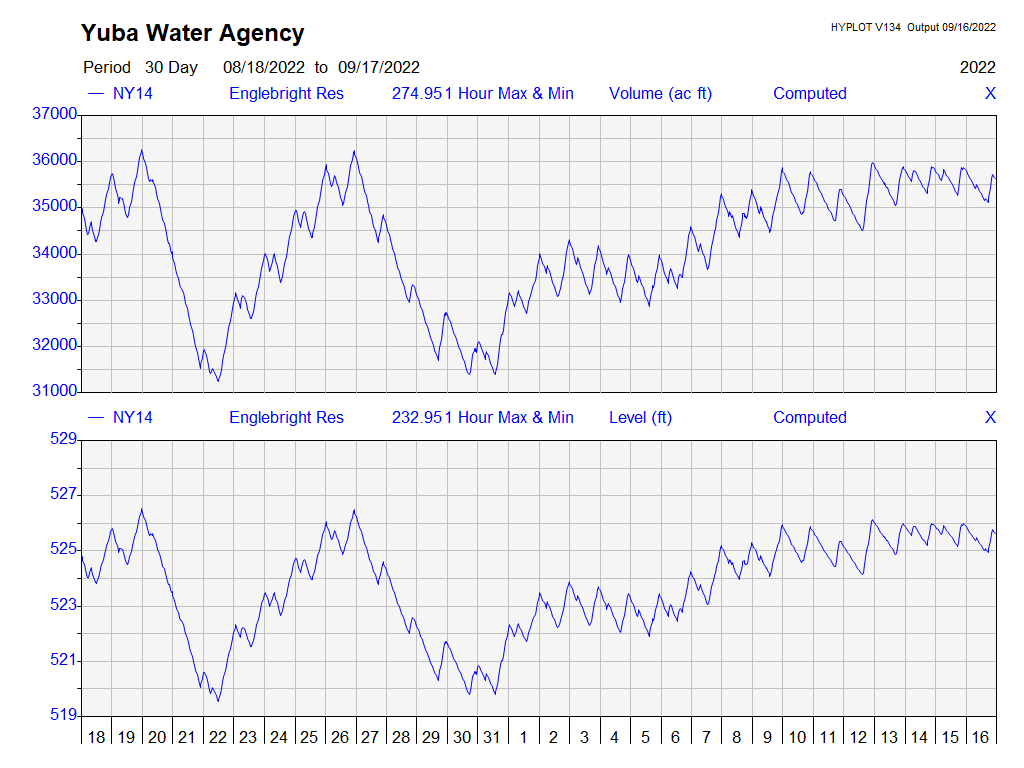 Yuba Water Agency
HYPLOT V134 Output 09/16/2022
Period 30 Day 08/18/2022 to 09/17/2022 2022
NY14 Englebright Res 274.951 Hour Max & Min Volume (ac ft) Computed X
37000
36000
35000
34000
33000
32000
31000
NY14 Englebright Res 232.951 Hour Max & Min Level (ft) Computed X
529
527
525
523
521
519
18 19 20 21 22 23 24 25 26 27 28 29 30 31 1 2 3 4 5 6 7 8 9 10 11 12 13 14 15 16